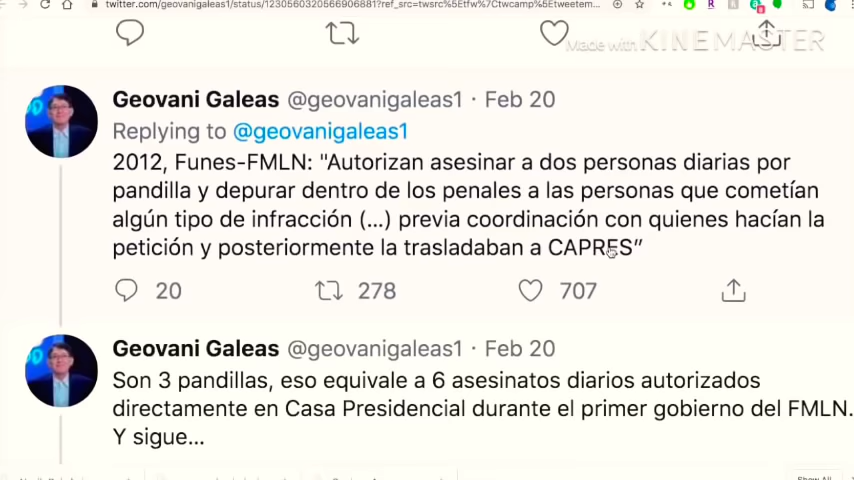 twitter.com/geovanigaleas1/status/1230560320566906881?ref_src=twsrc%5Etfw%7Ctwcamp%5Etweetem...
Made with KINEMASTER
Geovani Galeas @geovanigaleas1 · Feb 20
Replying to @geovanigaleas1
2012, Funes-FMLN: "Autorizan asesinar a dos personas diarias por
pandilla y depurar dentro de los penales a las personas que cometían
algún tipo de infracción (...) previa coordinación con quienes hacían la
petición y posteriormente la trasladaban a CAPRES"
20 278 707
Geovani Galeas @geovanigaleas1 · Feb 20
Son 3 pandillas, eso equivale a 6 asesinatos diarios autorizados
directamente en Casa Presidencial durante el primer gobierno del FMLN.
Y sigue...
Show All